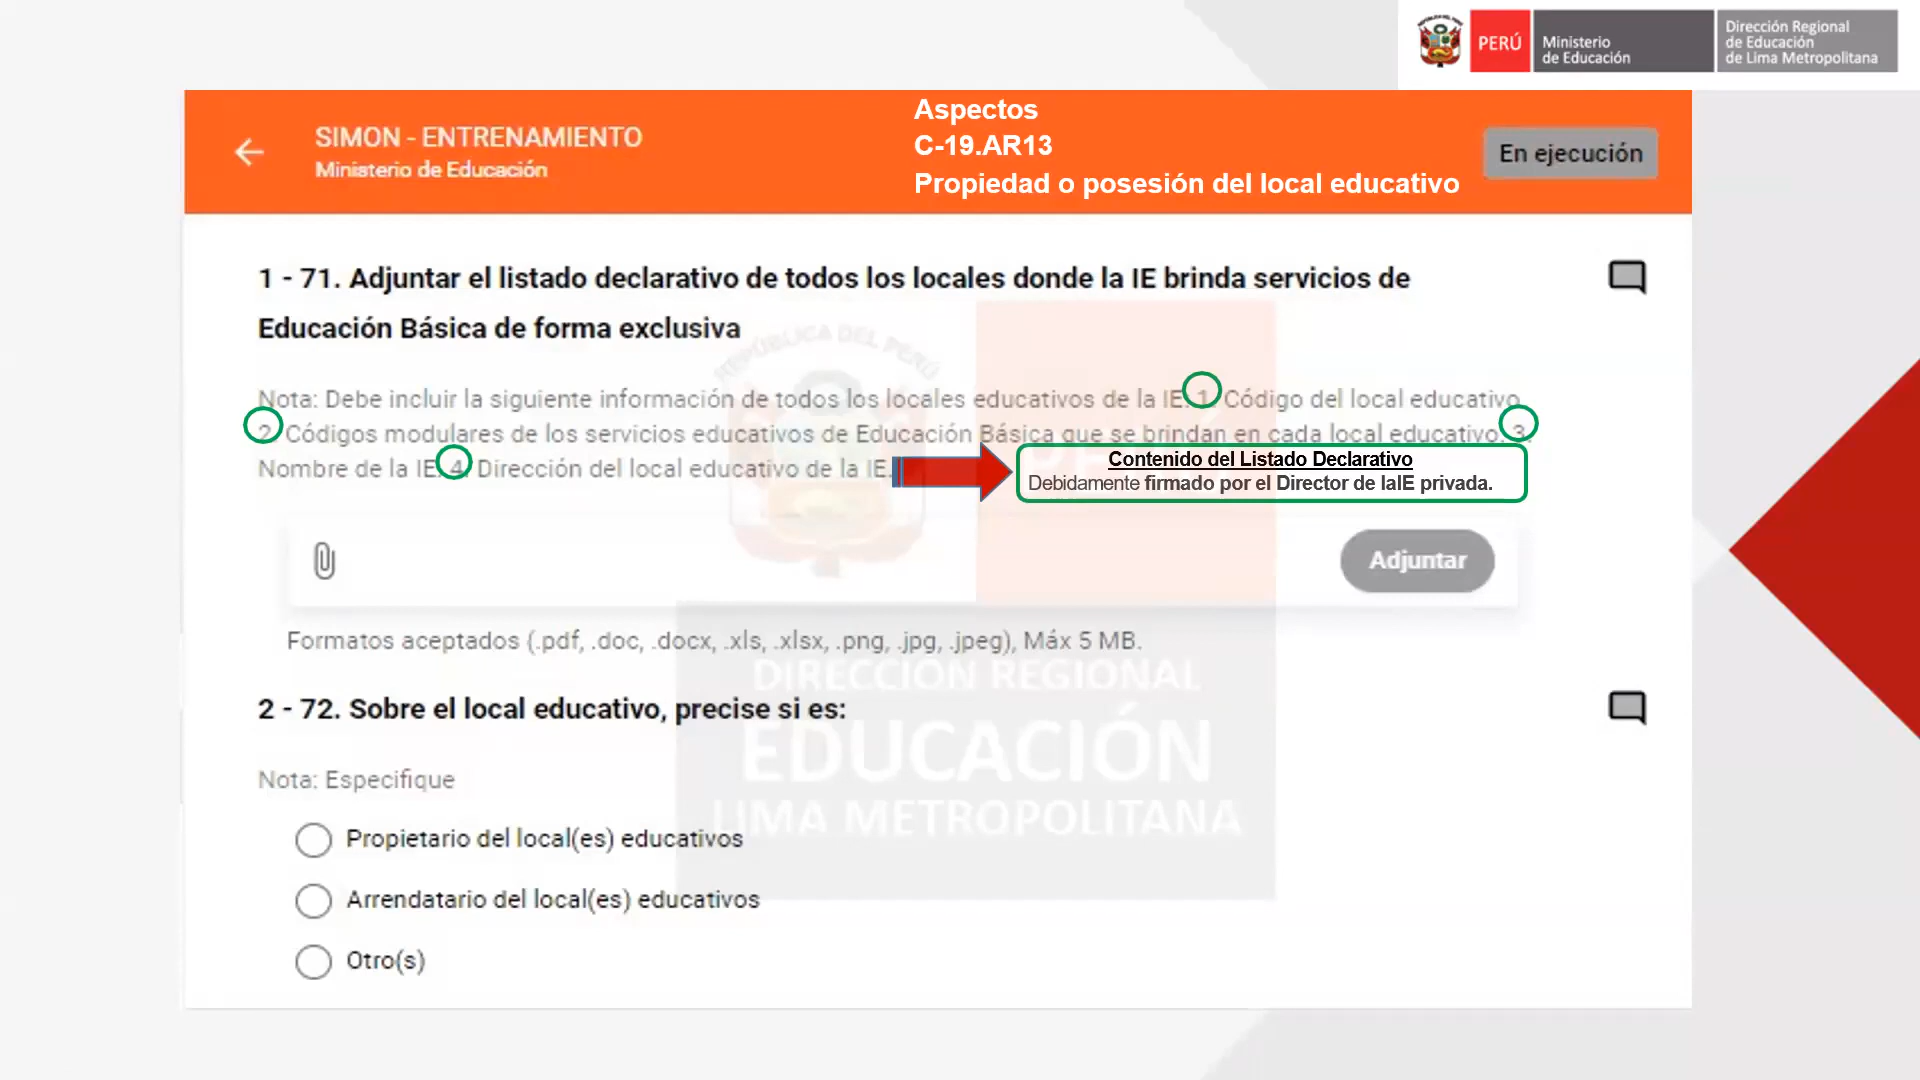 PERÚ
Ministerio
de Educación
Dirección Regional
de Educación
de Lima Metropolitana
SIMON - ENTRENAMIENTO
Ministerio de Educación
Aspectos
C-19.AR13
Propiedad o posesión del local educativo
En ejecución
1 - 71. Adjuntar el listado declarativo de todos los locales donde la IE brinda servicios de
Educación Básica de forma exclusiva
Nota: Debe incluir la siguiente información de todos los locales educativos de la IE. 1. Código del local educativo
2. Códigos modulares de los servicios educativos de Educación Básica que se brindan en cada local educativo. 3.
Nombre de la IE. 4. Dirección del local educativo de la IE.
Contenido del Listado Declarativo
Debidamente firmado por el Director de laIE privada.
Adjuntar
Formatos aceptados (.pdf, .doc, .docx, .xls, .xlsx, .png, .jpg, .jpeg), Máx 5 MB.
2 - 72. Sobre el local educativo, precise si es:
Nota: Especifique
Propietario del local(es) educativos
Arrendatario del local(es) educativos
Otro(s)
REPÚBLICA DEL PERÚ
DIRECCIÓN REGIONAL
EDUCACIÓN
LIMA METROPOLITANA